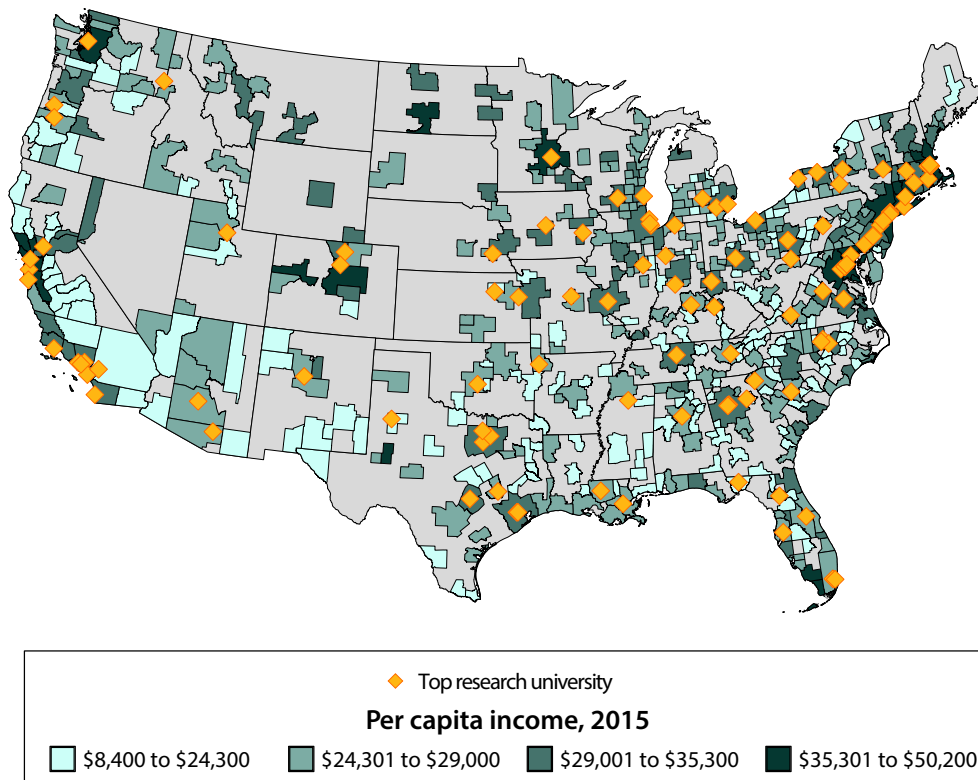 Top research university
Per capita income, 2015
$8,400 to $24,300 $24,301 to $29,000 $29,001 to $35,300 $35,301 to $50,200